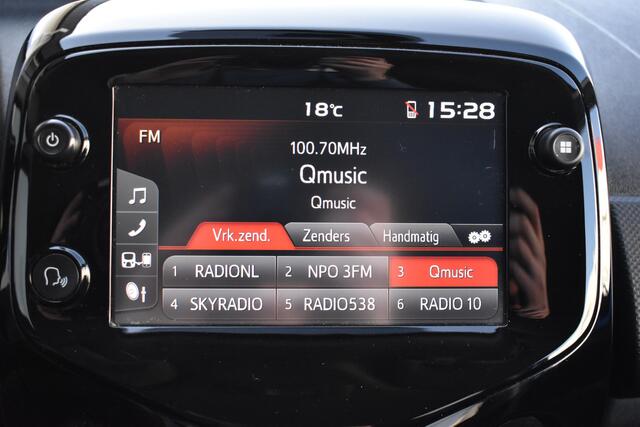 18°C 15:28
FM
100.70MHz
Qmusic
Qmusic
Vrk.zend. Zenders Handmatig
1 RADIONL 2 NPO 3FM 3 Qmusic
4 SKYRADIO 5 RADIO538 6 RADIO 10